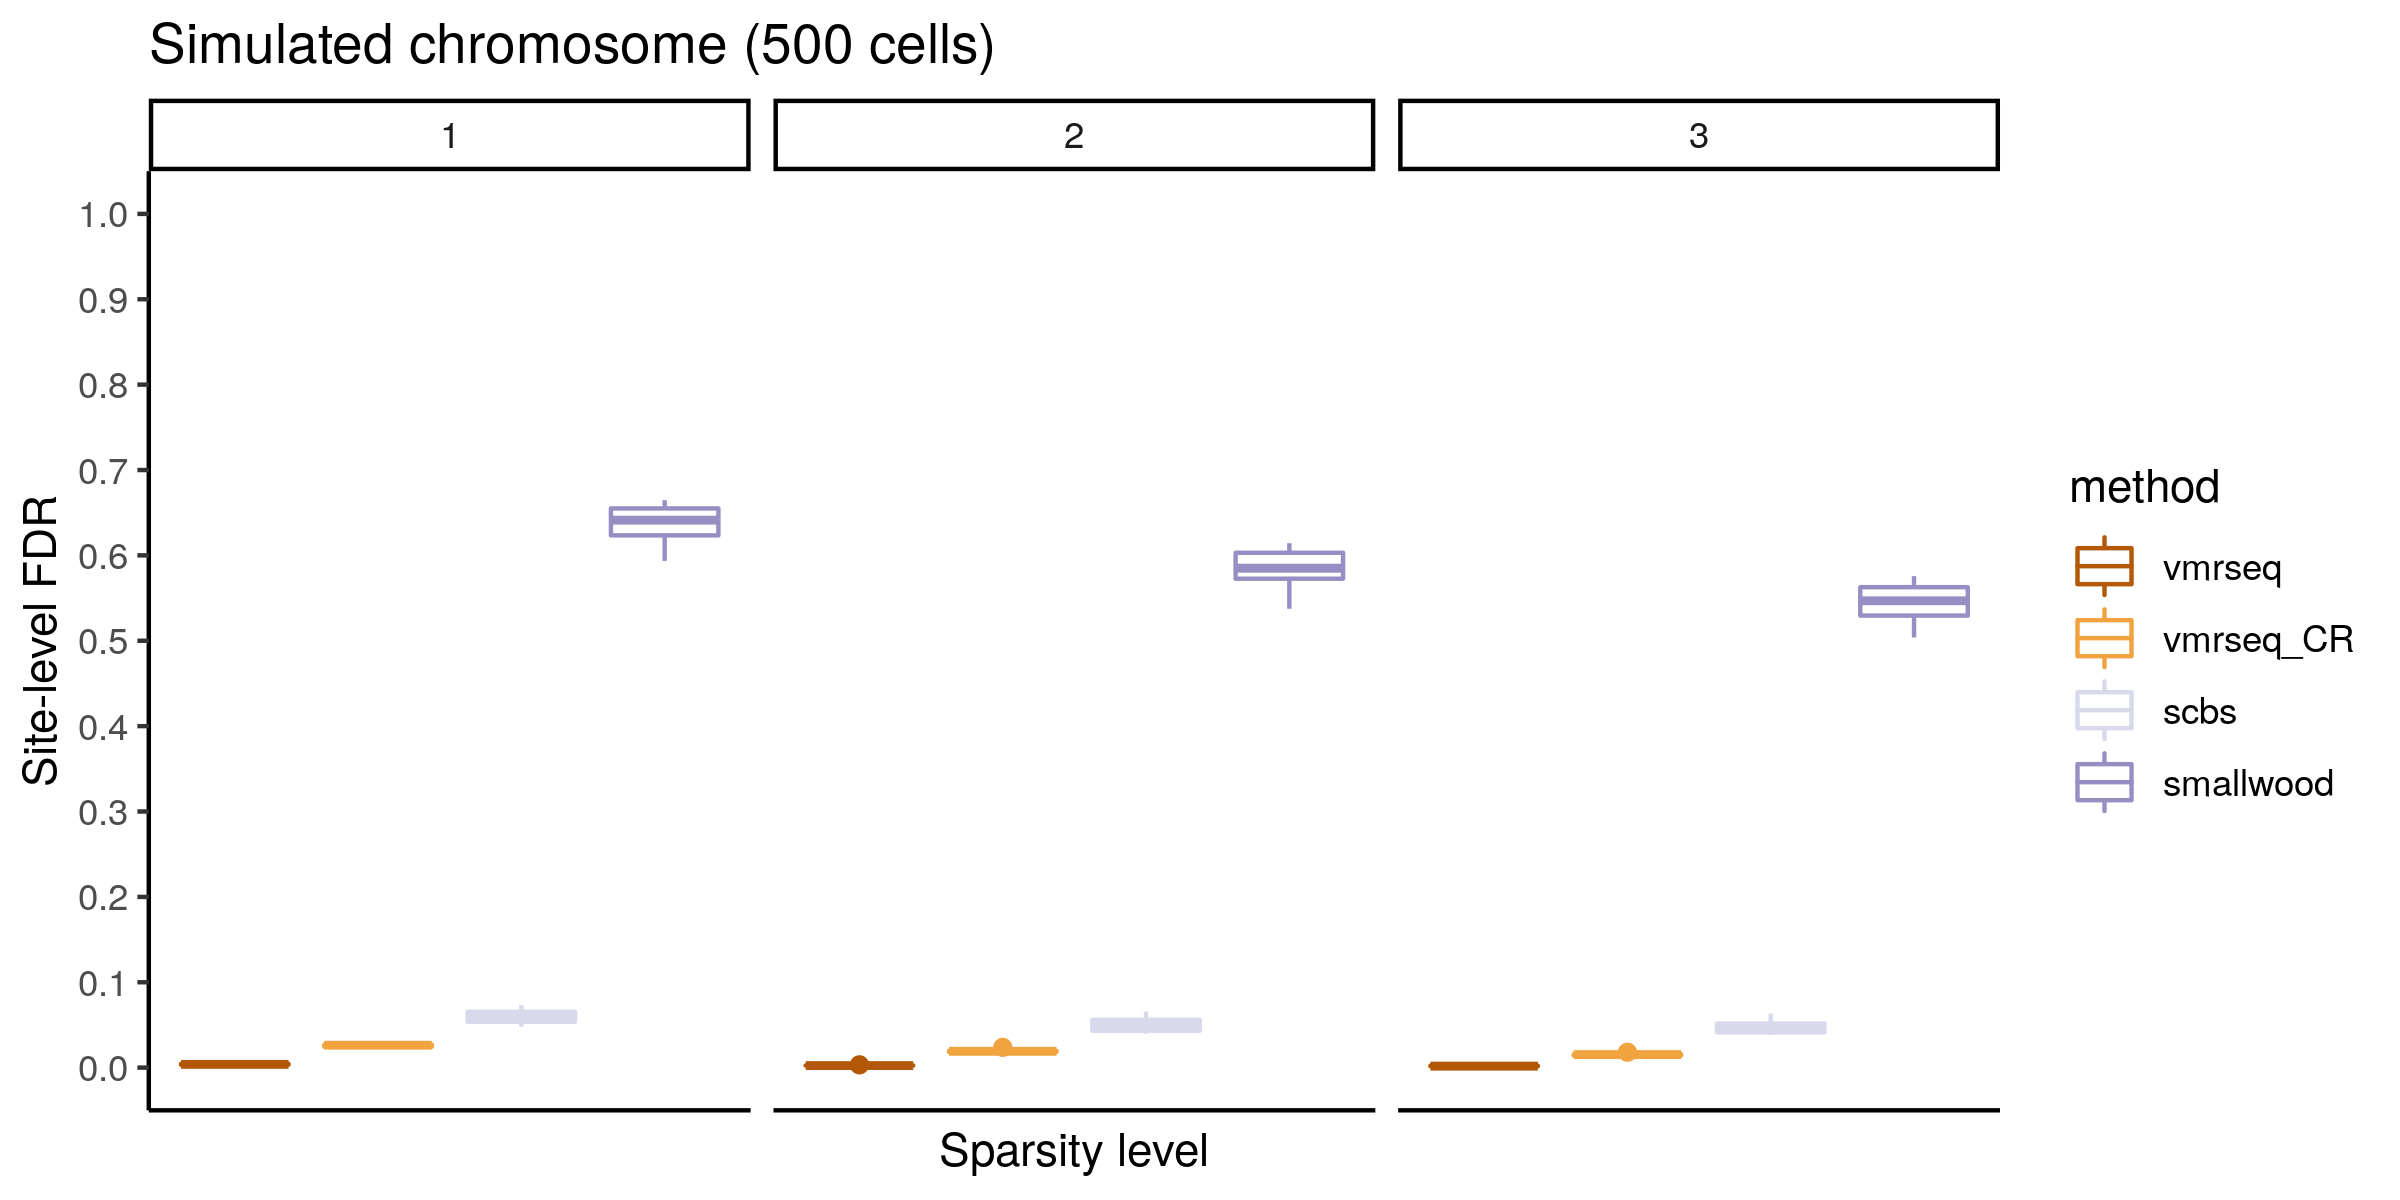 Simulated chromosome (500 cells)
1
2
3
1.0
0.9
0.8
0.7
0.6
0.5
0.4
0.3
0.2
0.1
0.0
Site-level FDR
Sparsity level
method
vmrseq
vmrseq_CR
scbs
smallwood